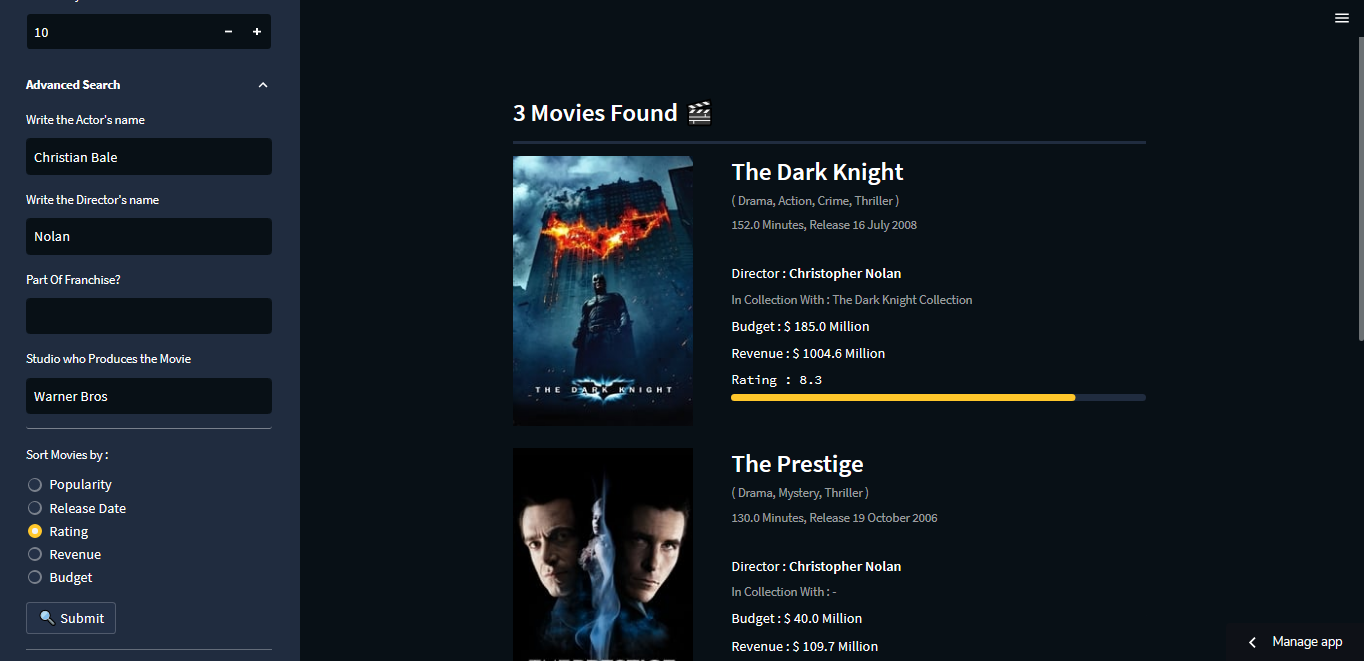 10
Advanced Search
Write the Actor's name
Christian Bale
Write the Director's name
Nolan
Part Of Franchise?
Studio who Produces the Movie
Warner Bros
Sort Movies by :
Popularity
Release Date
Rating
Revenue
Budget
Submit
3 Movies Found
THE DARK KNIGHT
The Dark Knight
( Drama, Action, Crime, Thriller )
152.0 Minutes, Release 16 July 2008
Director : Christopher Nolan
In Collection With : The Dark Knight Collection
Budget : $ 185.0 Million
Revenue : $ 1004.6 Million
Rating : 8.3
The Prestige
( Drama, Mystery, Thriller )
130.0 Minutes, Release 19 October 2006
Director : Christopher Nolan
In Collection With : -
Budget : $ 40.0 Million
Revenue : $ 109.7 Million
Manage app